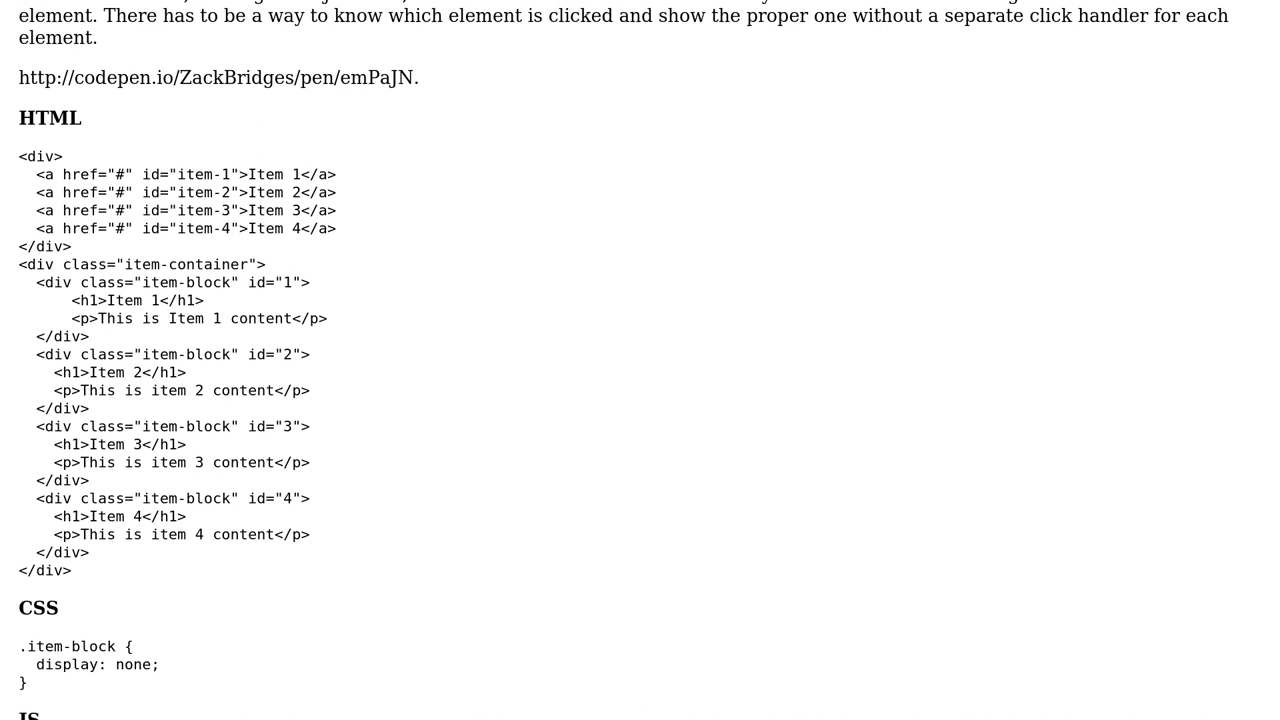 element. There has to be a way to know which element is clicked and show the proper one without a separate click handler for each
element.
http://codepen.io/ZackBridges/pen/emPaJN.
HTML
<div>
  <a href="#" id="item-1">Item 1</a>
  <a href="#" id="item-2">Item 2</a>
  <a href="#" id="item-3">Item 3</a>
  <a href="#" id="item-4">Item 4</a>
</div>
<div class="item-container">
  <div class="item-block" id="1">
      <h1>Item 1</h1>
      <p>This is Item 1 content</p>
  </div>
  <div class="item-block" id="2">
    <h1>Item 2</h1>
    <p>This is item 2 content</p>
  </div>
  <div class="item-block" id="3">
    <h1>Item 3</h1>
    <p>This is item 3 content</p>
  </div>
  <div class="item-block" id="4">
    <h1>Item 4</h1>
    <p>This is item 4 content</p>
  </div>
</div>
CSS
.item-block {
  display: none;
}
JS